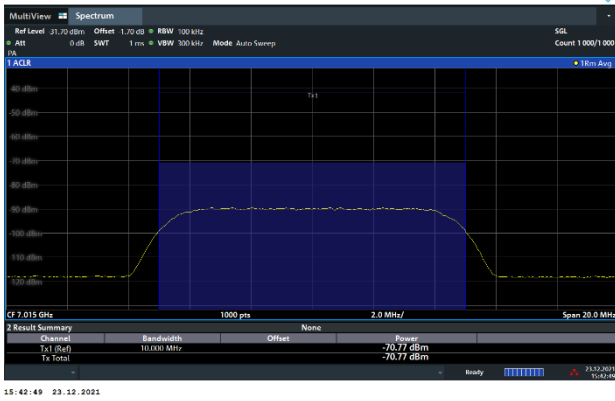 MultiView Spectrum
Ref Level -31.70 dBm Offset 1.70 dB RBW 100 kHz SGL
Att 0 dB SWT 1 ms VBW 300 kHz Mode Auto Sweep Count 1000/1000
PA
1 ACLR 1Rm Avg
-40 dBm
Tx1
-50 dBm
-60 dBm
-70 dBm
-80 dBm
-90 dBm
-100 dBm
-110 dBm
-120 dBm
CF 7.015 GHz 1000 pts 2.0 MHz/ Span 20.0 MHz
2 Result Summary None
Channel Bandwidth Offset Power
Tx1 (Ref) 10.000 MHz -70.77 dBm
Tx Total -70.77 dBm
Ready 23.12.2021
15:42:49
15:42:49 23.12.2021